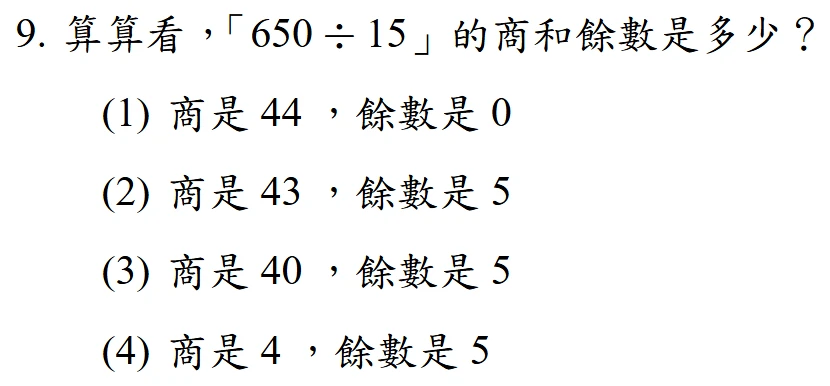 9. 算算看，「650 ÷ 15」的商和餘數是多少？
(1) 商是 44 ，餘數是 0
(2) 商是 43 ，餘數是 5
(3) 商是 40 ，餘數是 5
(4) 商是 4 ，餘數是 5